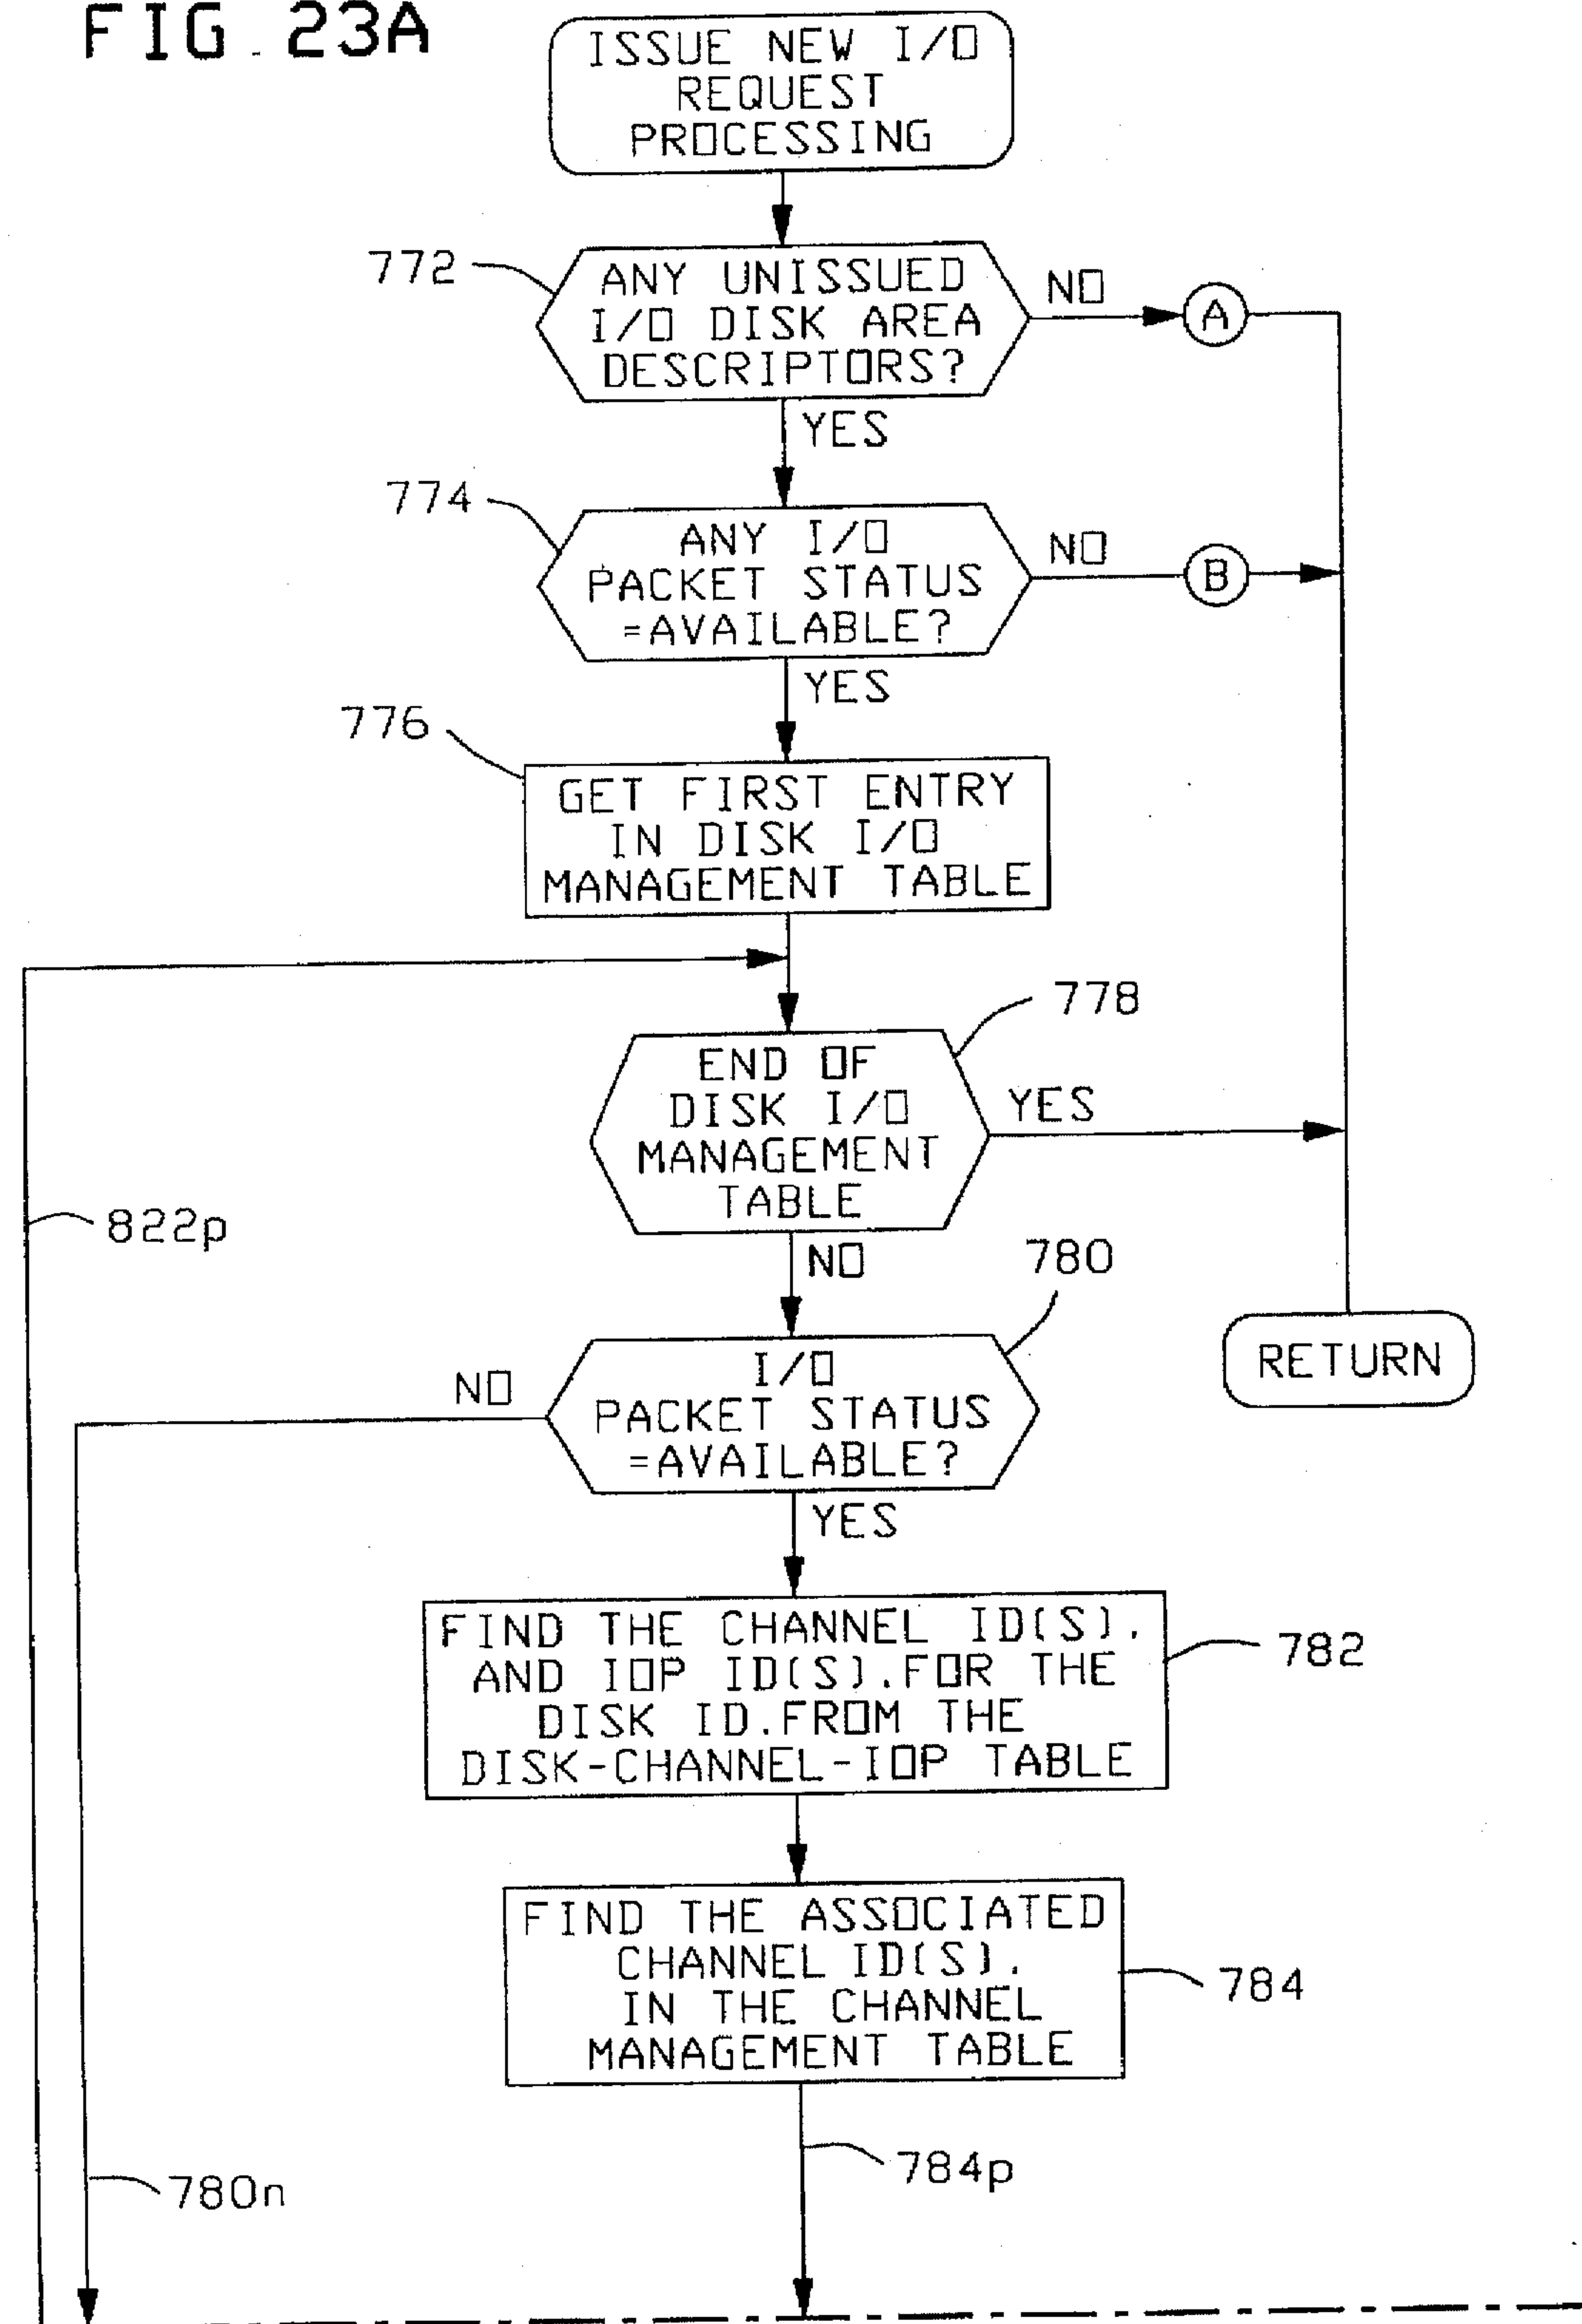 FIG. 23A
ISSUE NEW I/O
REQUEST
PROCESSING
772
ANY UNISSUED
I/O DISK AREA
DESCRIPTORS?
NO
A
YES
774
ANY I/O
PACKET STATUS
=AVAILABLE?
NO
B
YES
776
GET FIRST ENTRY
IN DISK I/O
MANAGEMENT TABLE
778
END OF
DISK I/O
MANAGEMENT
TABLE
YES
822p
NO
780
I/O
PACKET STATUS
=AVAILABLE?
NO
RETURN
YES
FIND THE CHANNEL ID(S).
AND IOP ID(S).FOR THE
DISK ID.FROM THE
DISK-CHANNEL-IOP TABLE
782
FIND THE ASSOCIATED
CHANNEL ID(S).
IN THE CHANNEL
MANAGEMENT TABLE
784
784p
780n